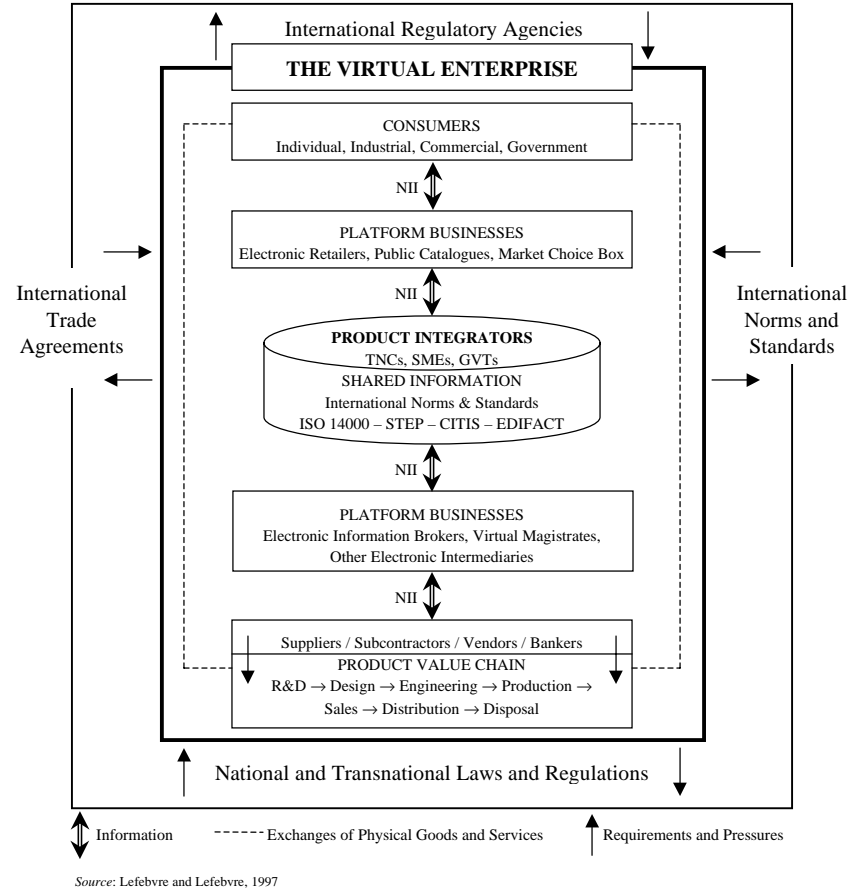 International Regulatory Agencies
THE VIRTUAL ENTERPRISE
CONSUMERS
Individual, Industrial, Commercial, Government
NII
PLATFORM BUSINESSES
Electronic Retailers, Public Catalogues, Market Choice Box
NII
International
Trade
Agreements
International
Norms and
Standards
PRODUCT INTEGRATORS
TNCs, SMEs, GVTs
SHARED INFORMATION
International Norms & Standards
ISO 14000 – STEP – CITIS – EDIFACT
NII
PLATFORM BUSINESSES
Electronic Information Brokers, Virtual Magistrates,
Other Electronic Intermediaries
NII
Suppliers / Subcontractors / Vendors / Bankers
PRODUCT VALUE CHAIN
R&D → Design → Engineering → Production →
Sales → Distribution → Disposal
National and Transnational Laws and Regulations
Information
Exchanges of Physical Goods and Services
Requirements and Pressures
Source: Lefebvre and Lefebvre, 1997